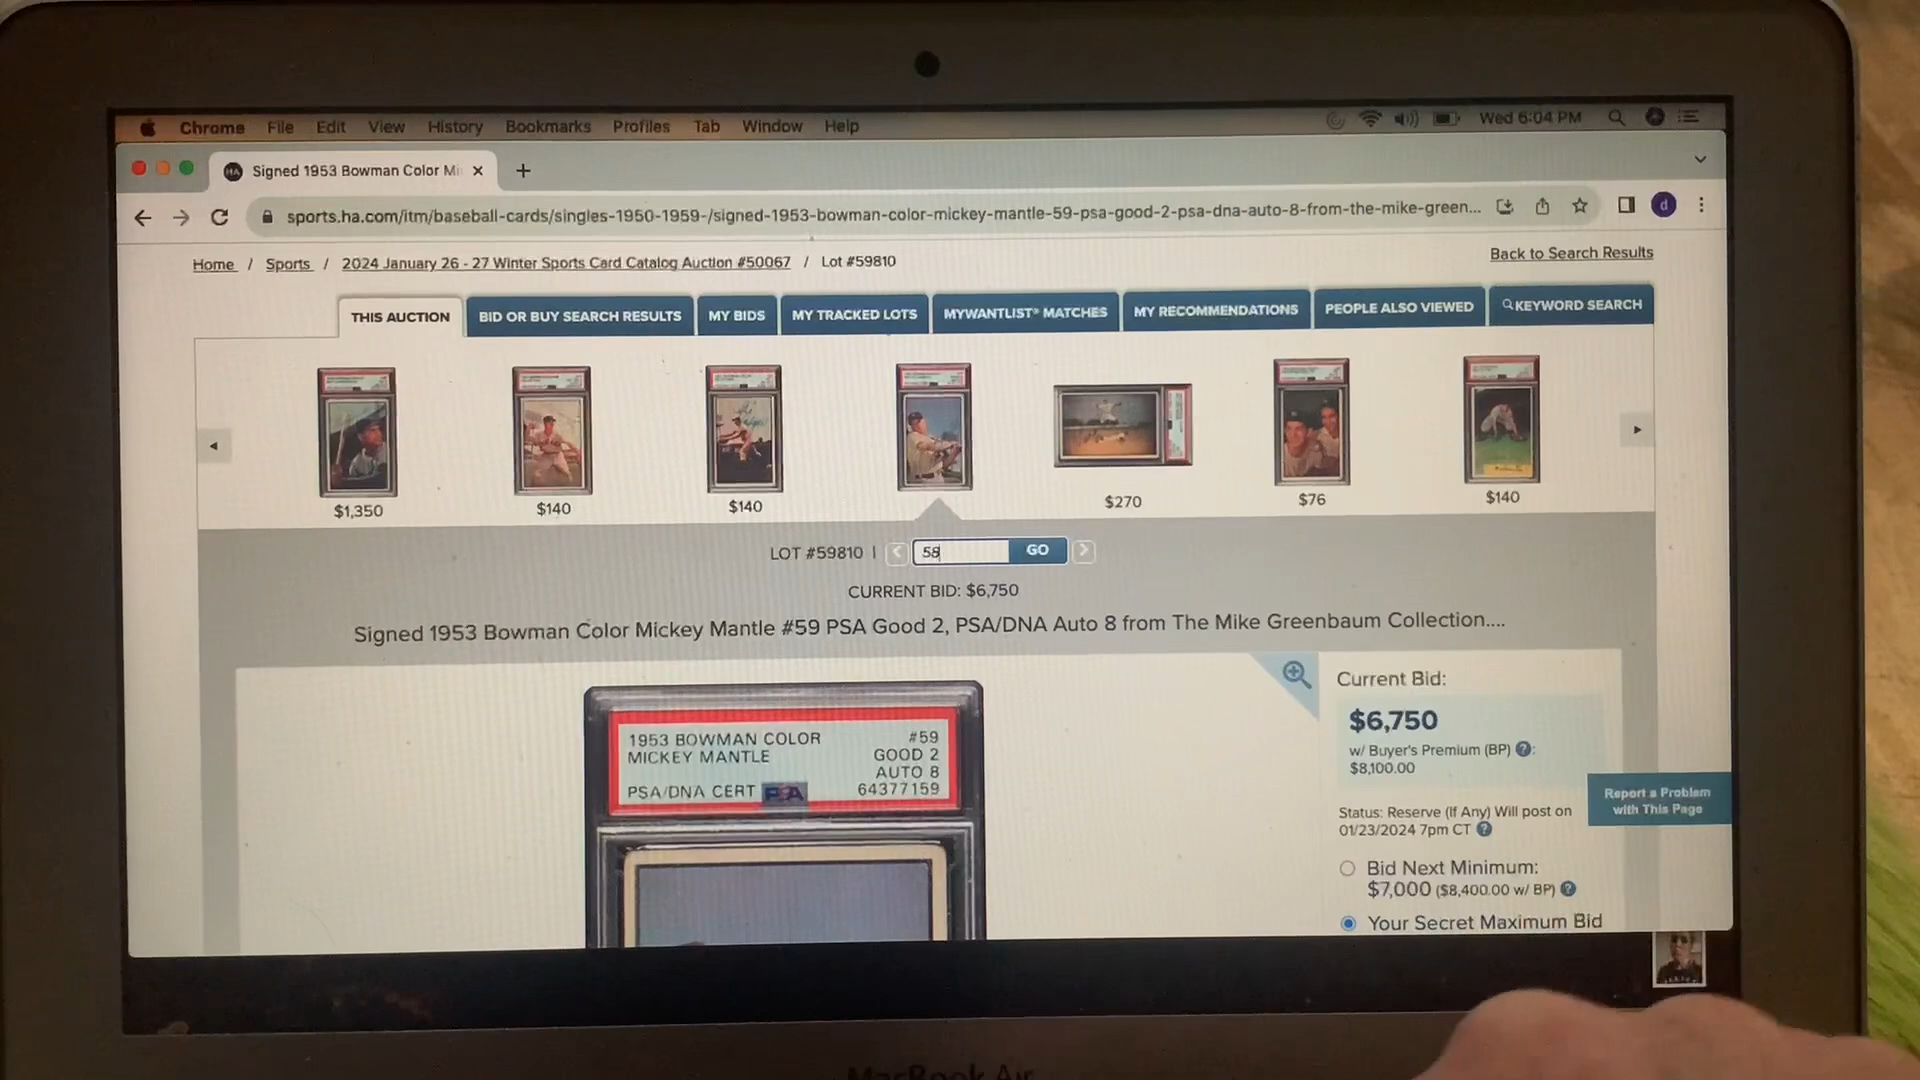 Chrome File Edit View History Bookmarks Profiles Tab Window Help
Wed 6:04 PM
Signed 1953 Bowman Color Mi
sports.ha.com/itm/baseball-cards/singles-1950-1959-/signed-1953-bowman-color-mickey-mantle-59-psa-good-2-psa-dna-auto-8-from-the-mike-green...
d
Home / Sports / 2024 January 26 - 27 Winter Sports Card Catalog Auction #50067 / Lot #59810
Back to Search Results
THIS AUCTION
BID OR BUY SEARCH RESULTS
MY BIDS
MY TRACKED LOTS
MYWANTLIST® MATCHES
MY RECOMMENDATIONS
PEOPLE ALSO VIEWED
KEYWORD SEARCH
$1,350
$140
$140
$270
$76
$140
LOT #59810 | < 58 GO >
CURRENT BID: $6,750
Signed 1953 Bowman Color Mickey Mantle #59 PSA Good 2, PSA/DNA Auto 8 from The Mike Greenbaum Collection....
1953 BOWMAN COLOR #59
MICKEY MANTLE GOOD 2
AUTO 8
PSA/DNA CERT PSA 64377159
Current Bid:
$6,750
w/ Buyer's Premium (BP) ?:
$8,100.00
Status: Reserve (If Any) Will post on
01/23/2024 7pm CT ?
Bid Next Minimum:
$7,000 ($8,400.00 w/ BP) ?
Your Secret Maximum Bid
Report a Problem
with This Page
MacBook Air